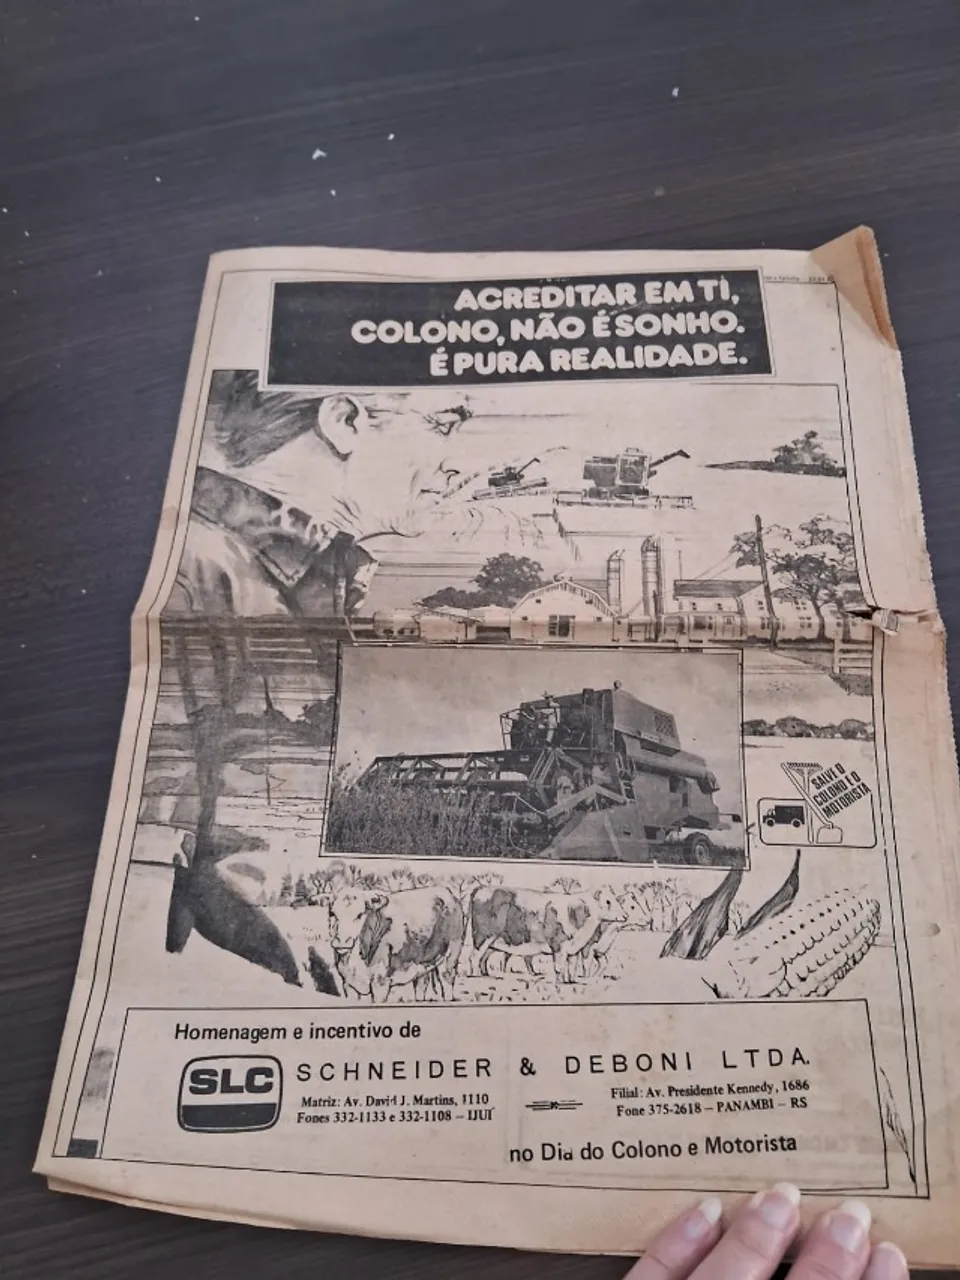 ACREDITAR EM TI,
COLONO, NÃO É SONHO.
É PURA REALIDADE.
SALVE O
COLONO E O
MOTORISTA
Homenagem e incentivo de
SLC
SCHNEIDER & DEBONI LTDA.
Matriz: Av. David J. Martins, 1110
Fones 332-1133 e 332-1108 – IJUÍ
Filial: Av. Presidente Kennedy, 1686
Fone 375-2618 – PANAMBI – RS
no Dia do Colono e Motorista